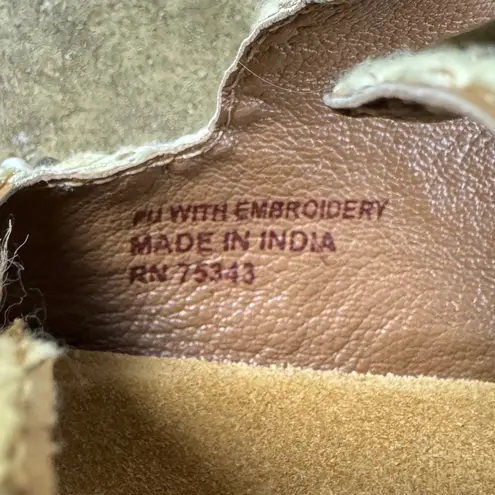 PU WITH EMBROIDERY
MADE IN INDIA
RN 75343